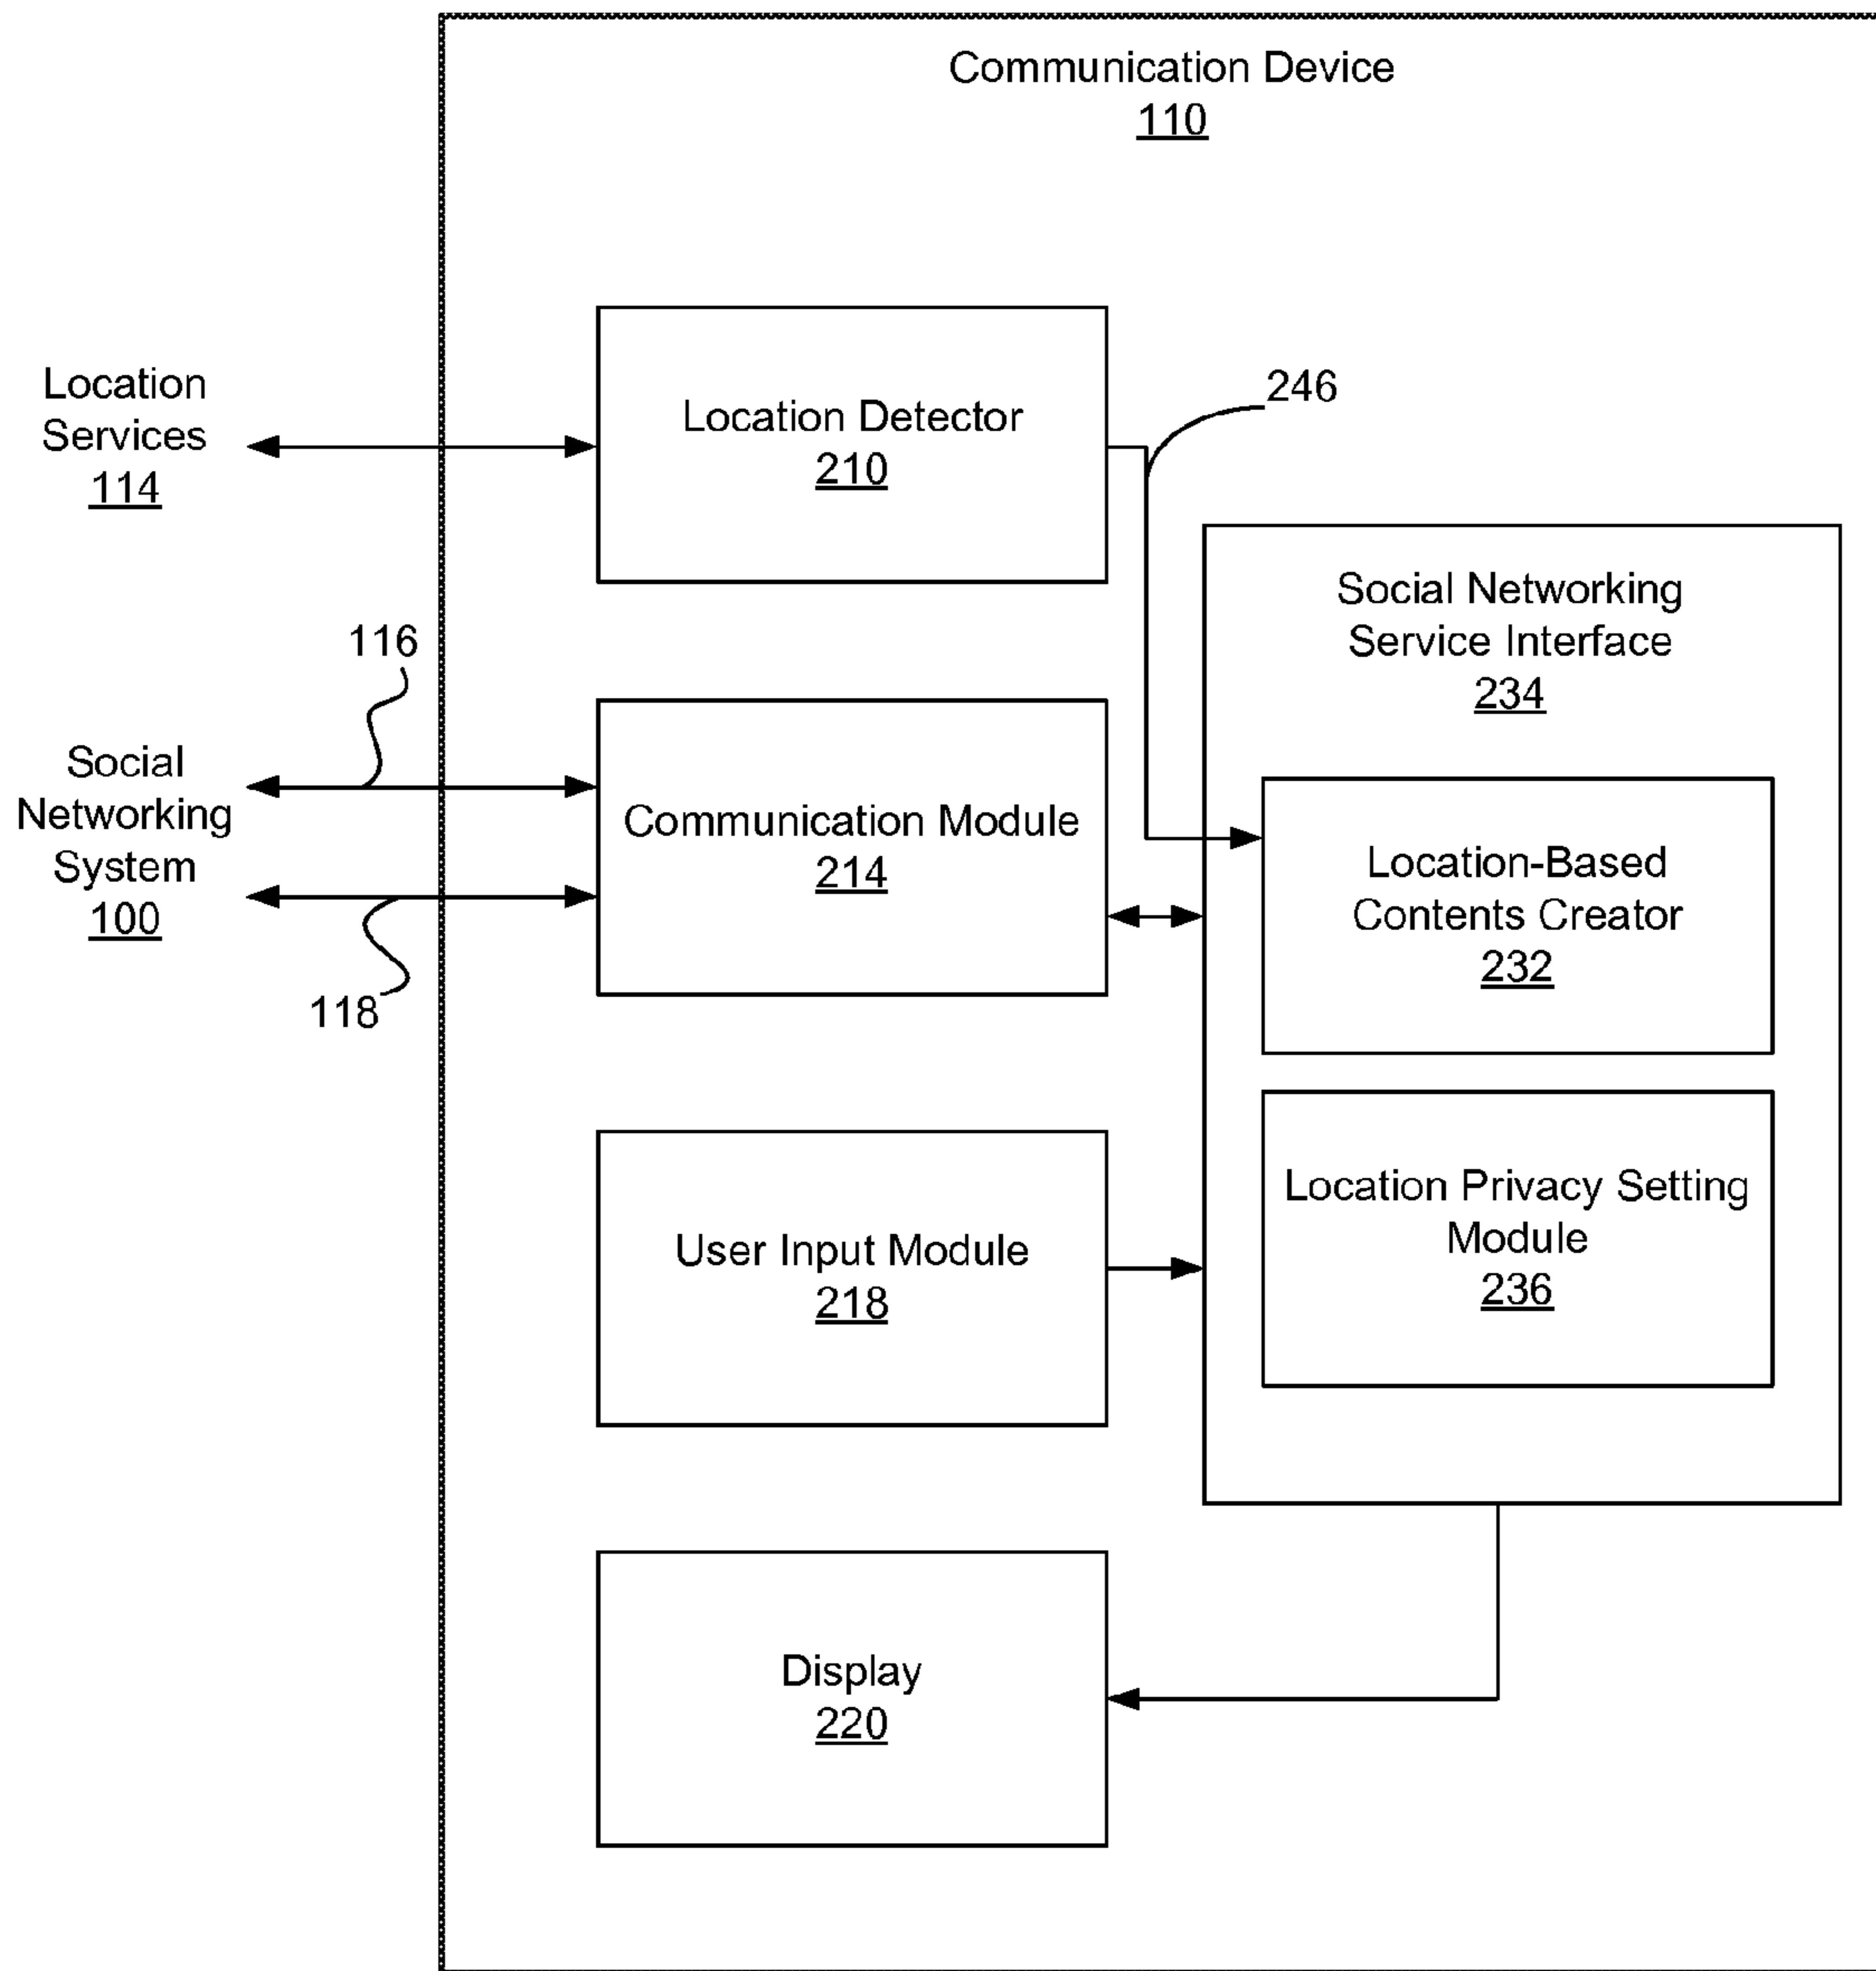 Communication Device
110
Location
Services
114
Location Detector
210
246
Social Networking
Service Interface
234
116
Social
Networking
System
100
Communication Module
214
Location-Based
Contents Creator
232
118
Location Privacy Setting
Module
236
User Input Module
218
Display
220